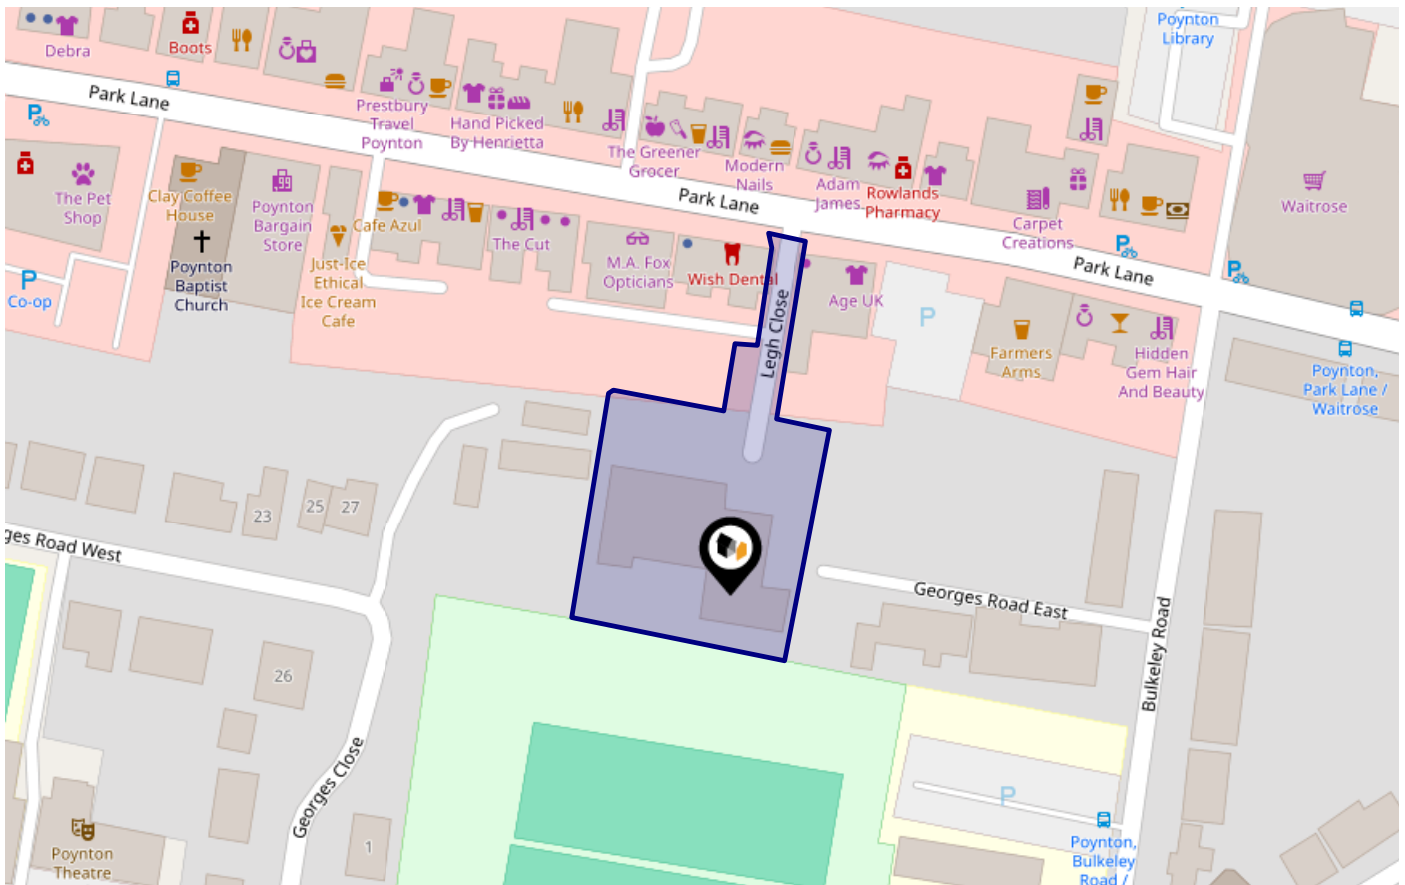 Poynton
Library
Debra
Boots
Park Lane
Prestbury
Travel
Poynton
Hand Picked
By Henrietta
The Greener
Grocer
Modern
Nails
Adam
James
Rowlands
Pharmacy
Park Lane
Carpet
Creations
Waitrose
The Pet
Shop
Clay Coffee
House
Poynton
Bargain
Store
Cafe Azul
The Cut
M.A. Fox
Opticians
Wish Dental
Age UK
Park Lane
P
P
Co-op
Poynton
Baptist
Church
Just-Ice
Ethical
Ice Cream
Cafe
Legh Close
P
Farmers
Arms
Hidden
Gem Hair
And Beauty
Poynton,
Park Lane /
Waitrose
23
25
27
ges Road West
Georges Road East
Bulkeley Road
26
Georges Close
1
Poynton
Theatre
P
Poynton,
Bulkeley
Road /